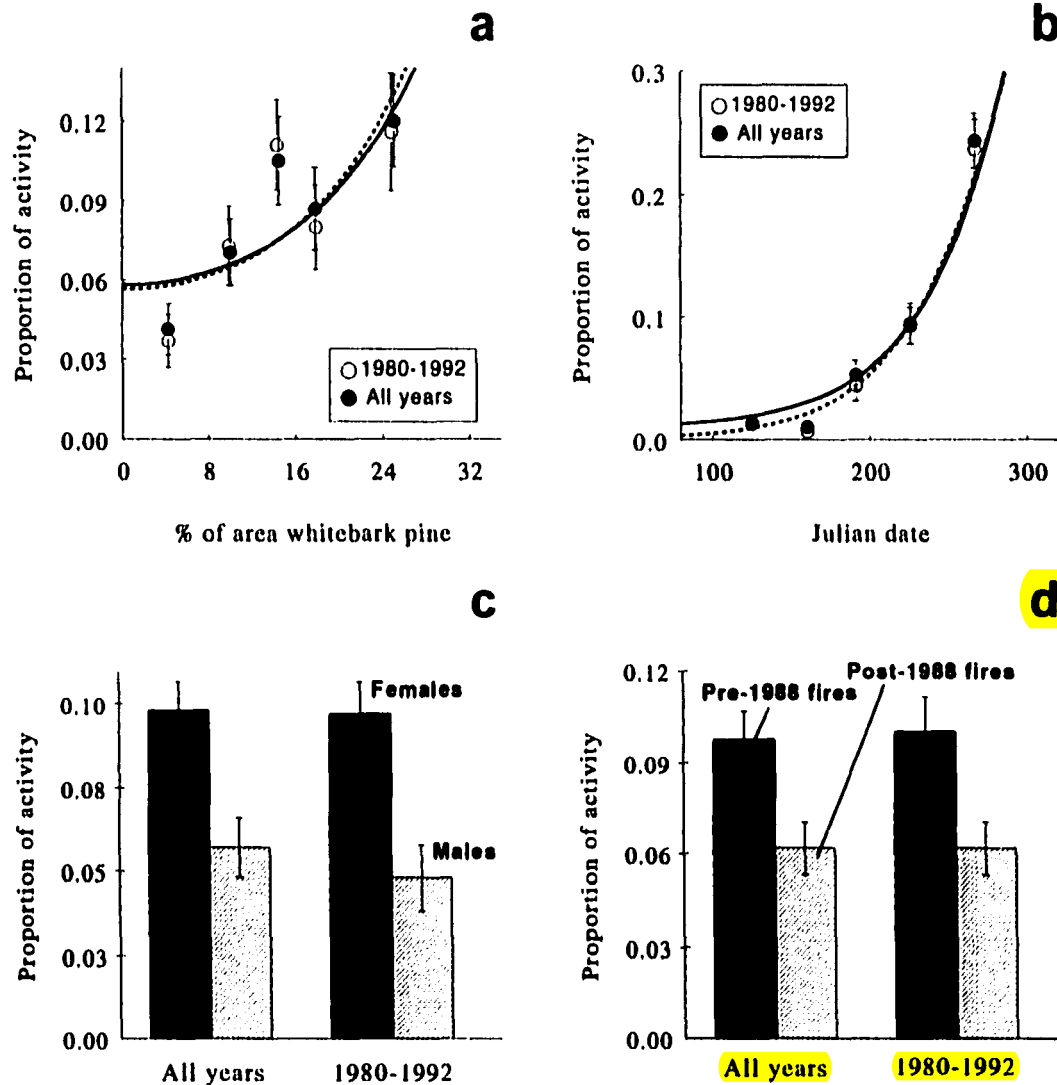 a
Proportion of activity
0.12
0.09
0.06
0.03
0.00
0
8
16
24
32
1980-1992
All years
% of area whitebark pine
b
Proportion of activity
0.3
0.2
0.1
0.0
100
200
300
1980-1992
All years
Julian date
c
Proportion of activity
0.10
0.08
0.05
0.03
0.00
Females
Males
All years
1980-1992
d
Proportion of activity
0.12
0.09
0.06
0.03
0.00
Pre-1988 fires
Post-1988 fires
All years
1980-1992